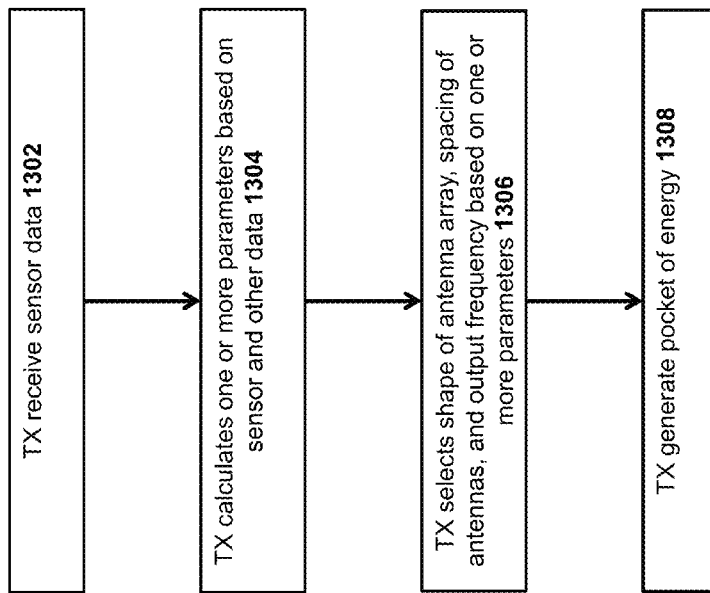 TX receive sensor data 1302
TX calculates one or more parameters based on
sensor and other data 1304
TX selects shape of antenna array, spacing of
antennas, and output frequency based on one or
more parameters 1306
TX generate pocket of energy 1308